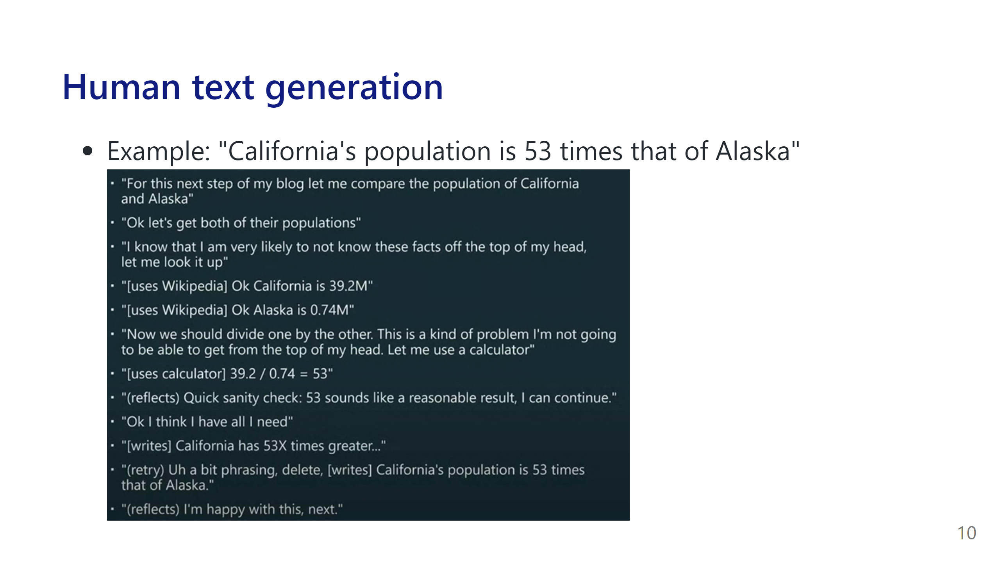 Human text generation
• Example: "California's population is 53 times that of Alaska"
▪ "For this next step of my blog let me compare the population of California
and Alaska"
▪ "Ok let's get both of their populations"
▪ "I know that I am very likely to not know these facts off the top of my head,
let me look it up"
▪ "[uses Wikipedia] Ok California is 39.2M"
▪ "[uses Wikipedia] Ok Alaska is 0.74M"
▪ "Now we should divide one by the other. This is a kind of problem I'm not going
to be able to get from the top of my head. Let me use a calculator"
▪ "[uses calculator] 39.2 / 0.74 = 53"
▪ "(reflects) Quick sanity check: 53 sounds like a reasonable result, I can continue."
▪ "Ok I think I have all I need"
▪ "[writes] California has 53X times greater..."
▪ "(retry) Uh a bit phrasing, delete, [writes] California's population is 53 times
that of Alaska."
▪ "(reflects) I'm happy with this, next."
10